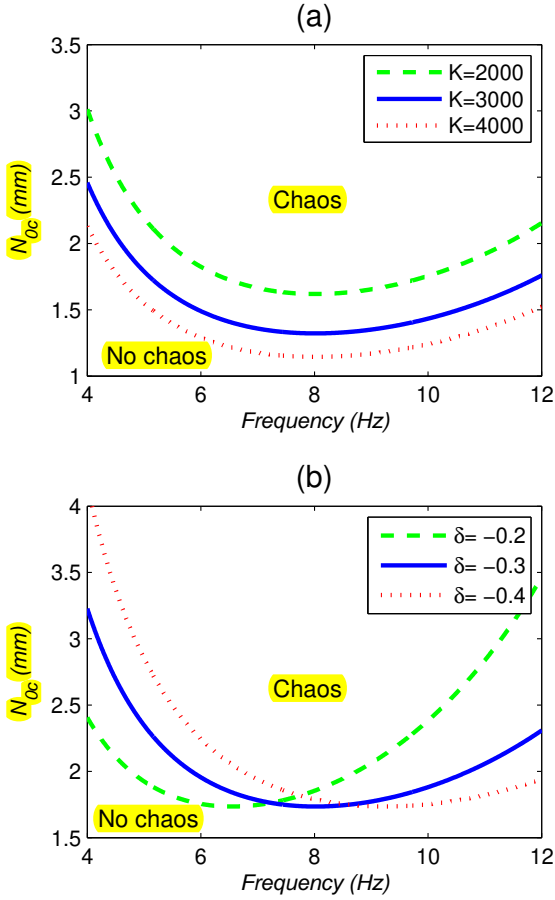 (a)
3.5
3
2.5
2
1.5
1
N0c (mm)
K=2000
K=3000
K=4000
Chaos
No chaos
4
6
8
10
12
Frequency (Hz)
(b)
4
3.5
3
2.5
2
1.5
N0c (mm)
δ= −0.2
δ= −0.3
δ= −0.4
Chaos
No chaos
4
6
8
10
12
Frequency (Hz)